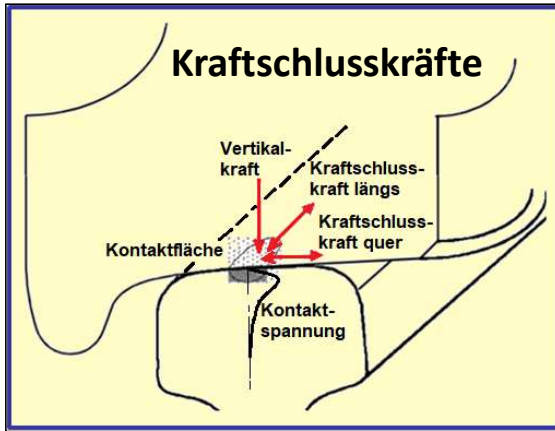 Kraftschlusskräfte
Vertikal-
kraft
Kraftschluss-
kraft längs
Kraftschluss-
kraft quer
Kontaktfläche
Kontakt-
spannung